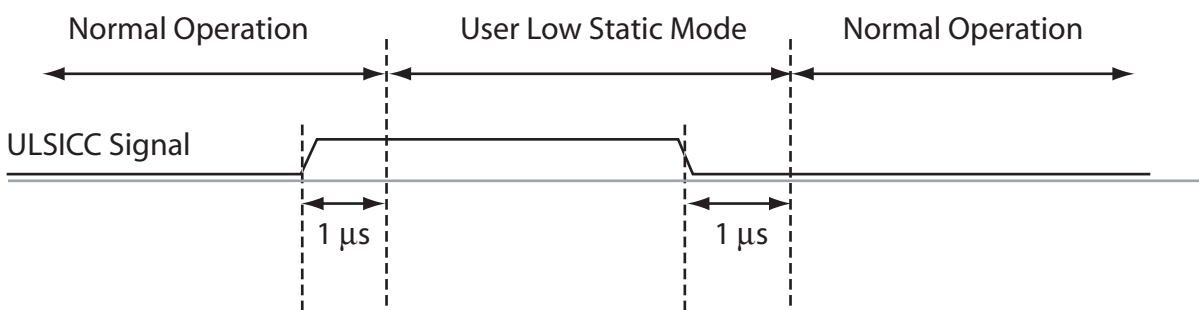 Normal Operation
User Low Static Mode
Normal Operation
ULSICC Signal
1 μs
1 μs